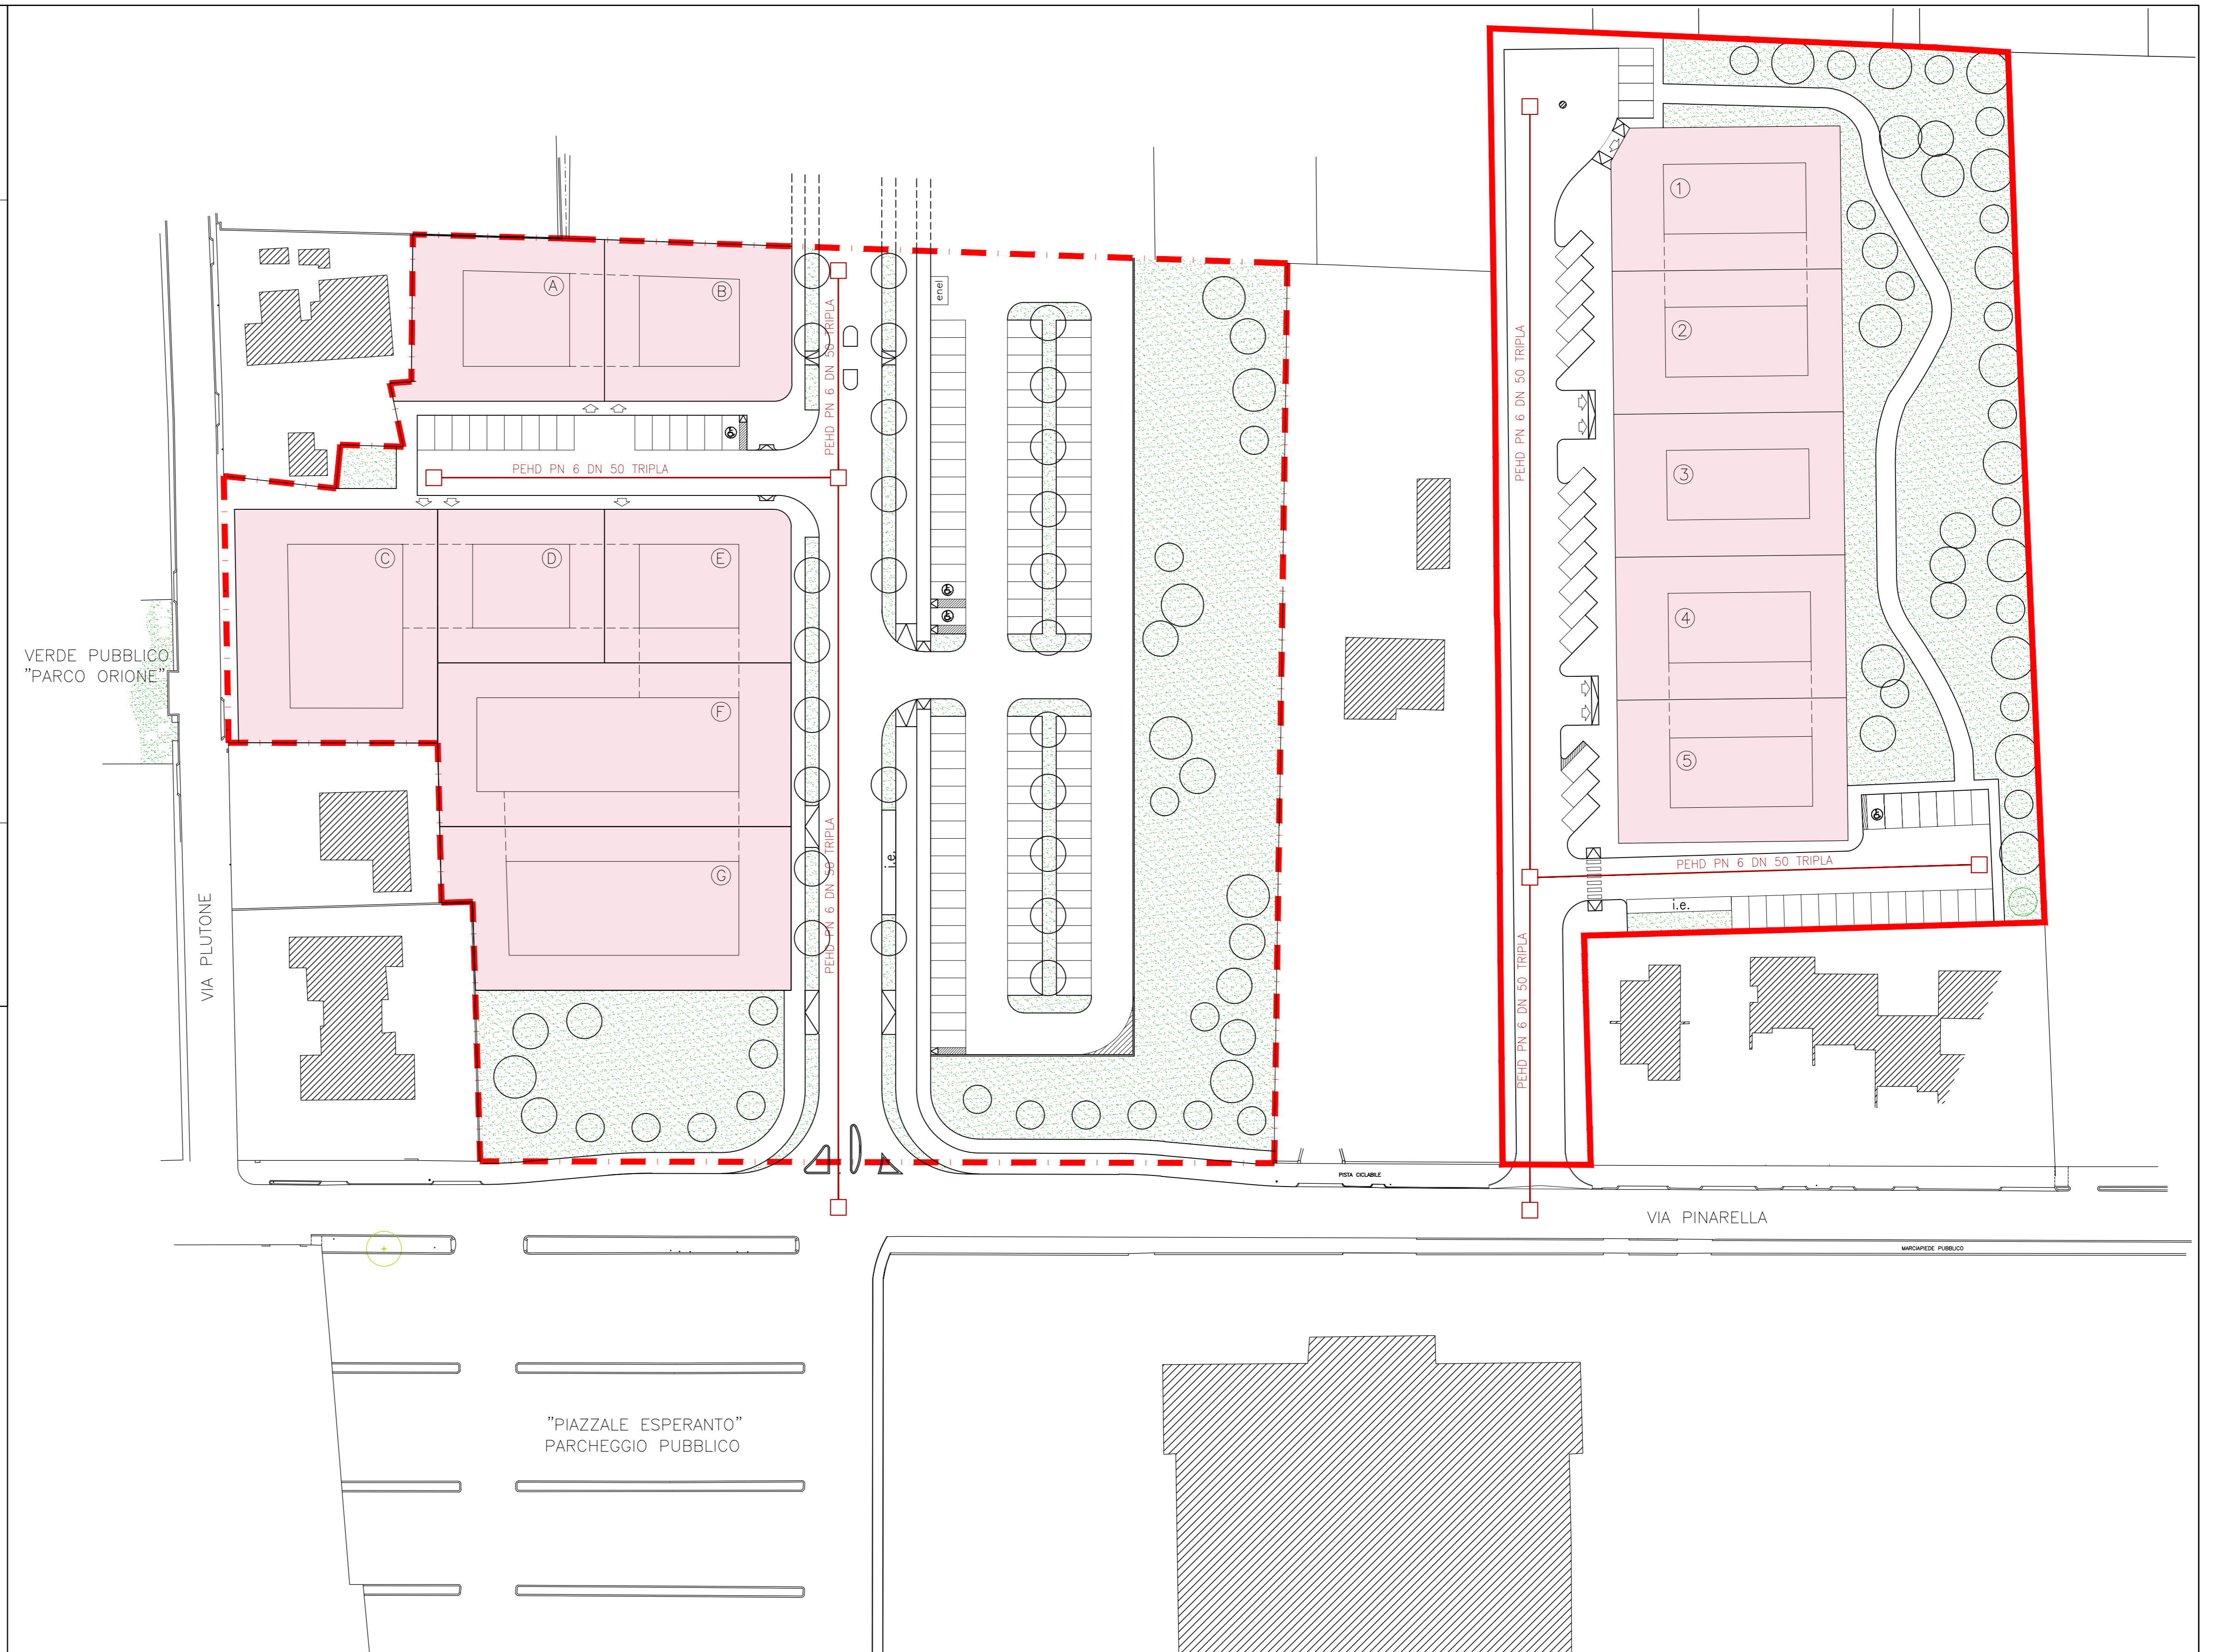 1
2
3
4
5
A
B
C
D
E
F
G
enel
PEHD PN 6 DN 50 TRIPLA
PEHD PN 6 DN 50 TRIPLA
PEHD PN 6 DN 50 TRIPLA
PEHD PN 6 DN 50 TRIPLA
PEHD PN 6 DN 50 TRIPLA
PEHD PN 6 DN 50 TRIPLA
VERDE PUBBLICO
"PARCO ORIONE"
VIA PLUTONE
i.e.
i.e.
PISTA CICLABILE
VIA PINARELLA
MARCIAPIEDE PUBBLICO
"PIAZZALE ESPERANTO"
PARCHEGGIO PUBBLICO